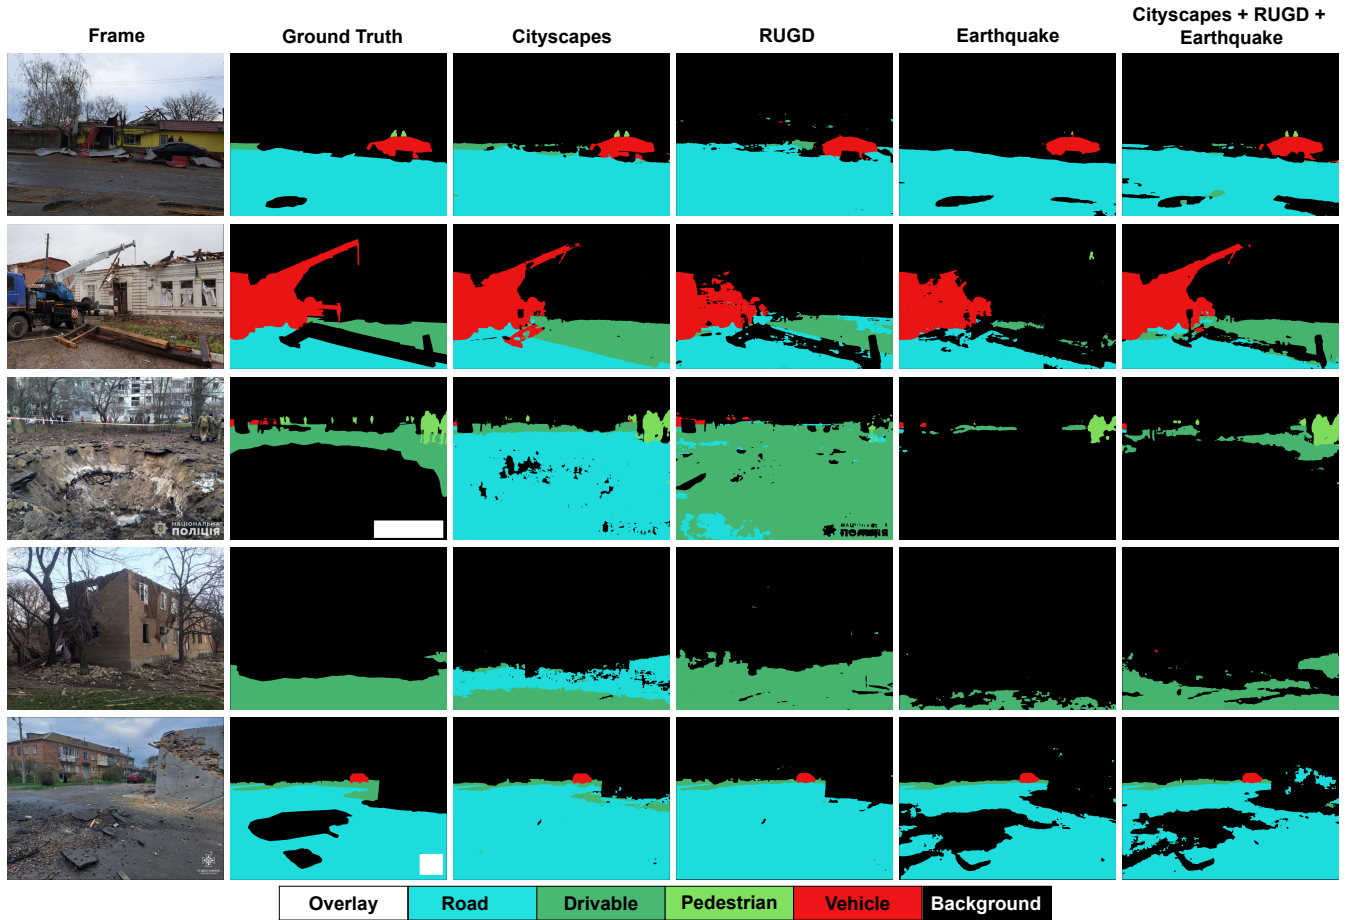 Frame
Ground Truth
Cityscapes
RUGD
Earthquake
Cityscapes + RUGD +
Earthquake
НАЦІОНАЛЬНА
ПОЛІЦІЯ
Overlay
Road
Drivable
Pedestrian
Vehicle
Background